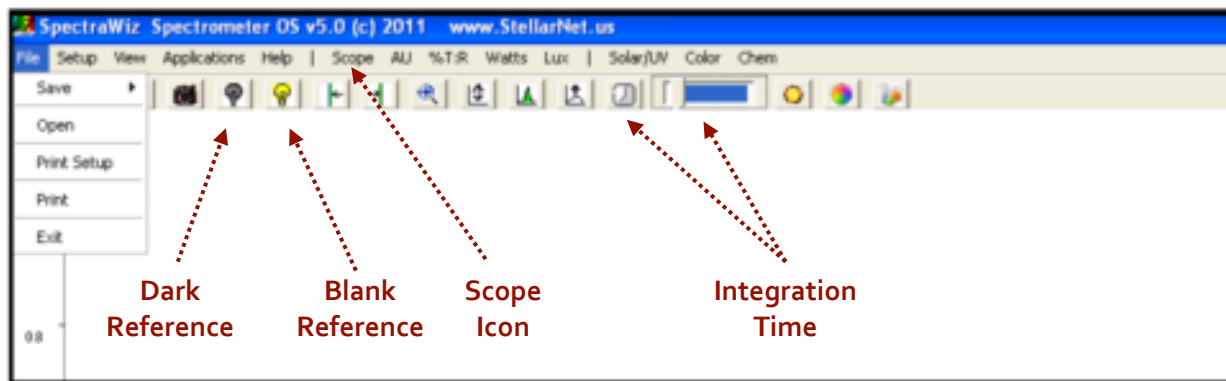 SpectraWiz Spectrometer OS v5.0 (c) 2011 www.StellarNet.us
File Setup View Applications Help | Scope AU %T:R Watts Lux | Solar/UV Color Chem
Save
Open
Print Setup
Print
Exit
Dark Reference
Blank Reference
Scope Icon
Integration Time
0.8